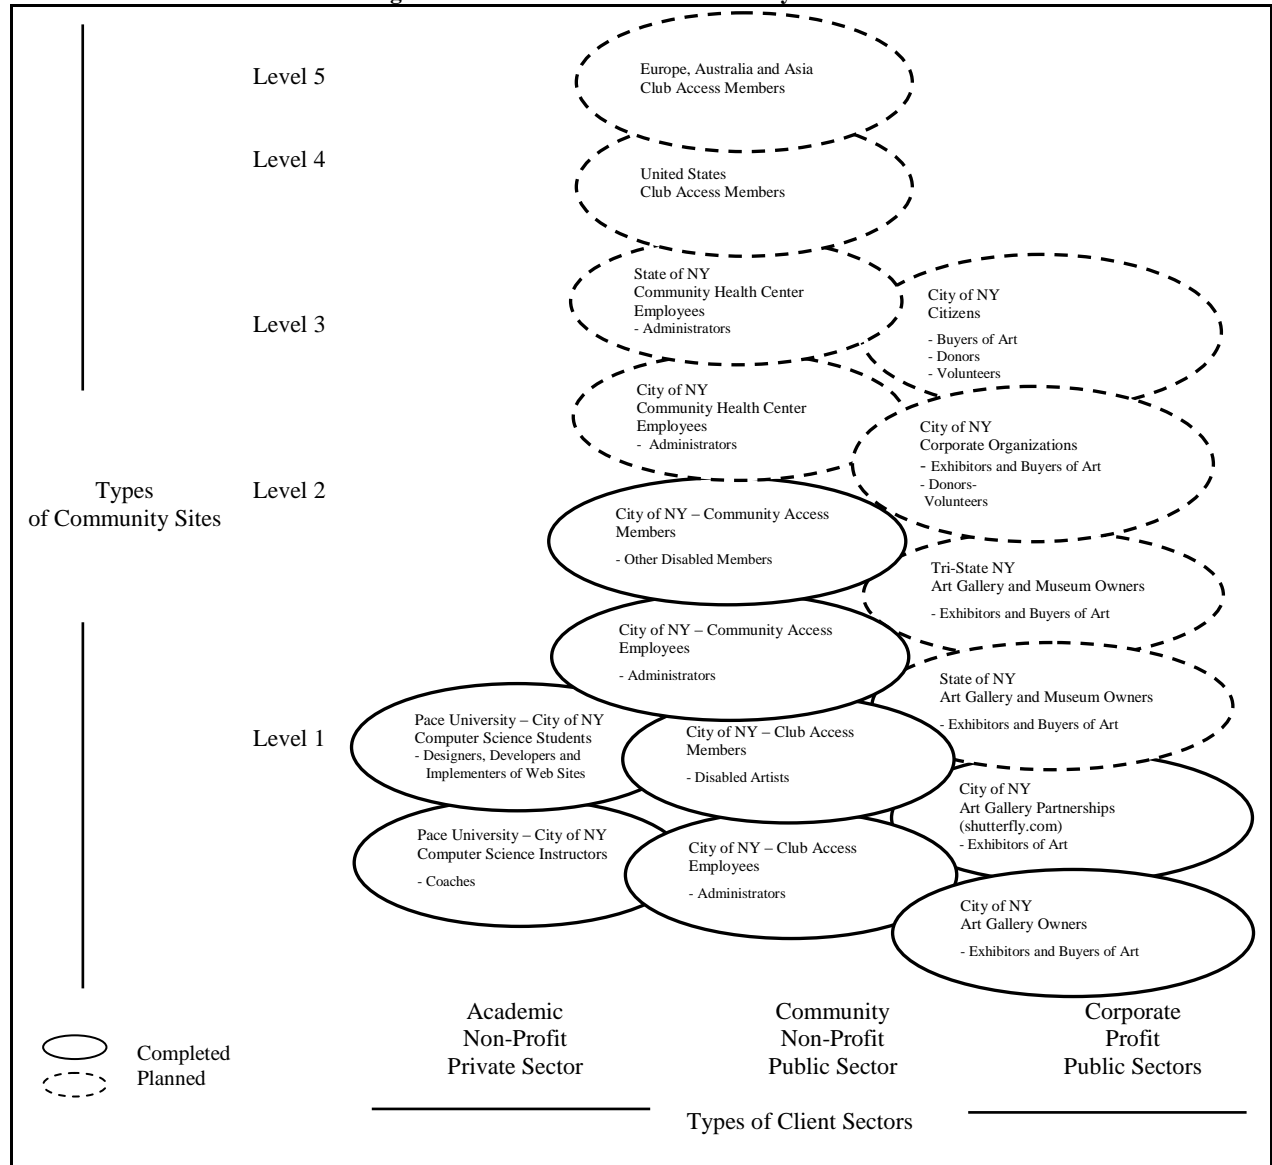 Level 5
Europe, Australia and Asia
Club Access Members
Level 4
United States
Club Access Members
State of NY
Community Health Center
Employees
- Administrators
Level 3
City of NY
Citizens
- Buyers of Art
- Donors
- Volunteers
City of NY
Community Health Center
Employees
- Administrators
City of NY
Corporate Organizations
- Exhibitors and Buyers of Art
- Donors-
Volunteers
Types
of Community Sites
Level 2
City of NY – Community Access
Members
- Other Disabled Members
Tri-State NY
Art Gallery and Museum Owners
- Exhibitors and Buyers of Art
City of NY – Community Access
Employees
- Administrators
State of NY
Art Gallery and Museum Owners
- Exhibitors and Buyers of Art
Level 1
Pace University – City of NY
Computer Science Students
- Designers, Developers and
Implementers of Web Sites
City of NY – Club Access
Members
- Disabled Artists
City of NY
Art Gallery Partnerships
(shutterfly.com)
- Exhibitors of Art
Pace University – City of NY
Computer Science Instructors
- Coaches
City of NY – Club Access
Employees
- Administrators
City of NY
Art Gallery Owners
- Exhibitors and Buyers of Art
Academic
Non-Profit
Private Sector
Community
Non-Profit
Public Sector
Corporate
Profit
Public Sectors
Completed
Planned
Types of Client Sectors